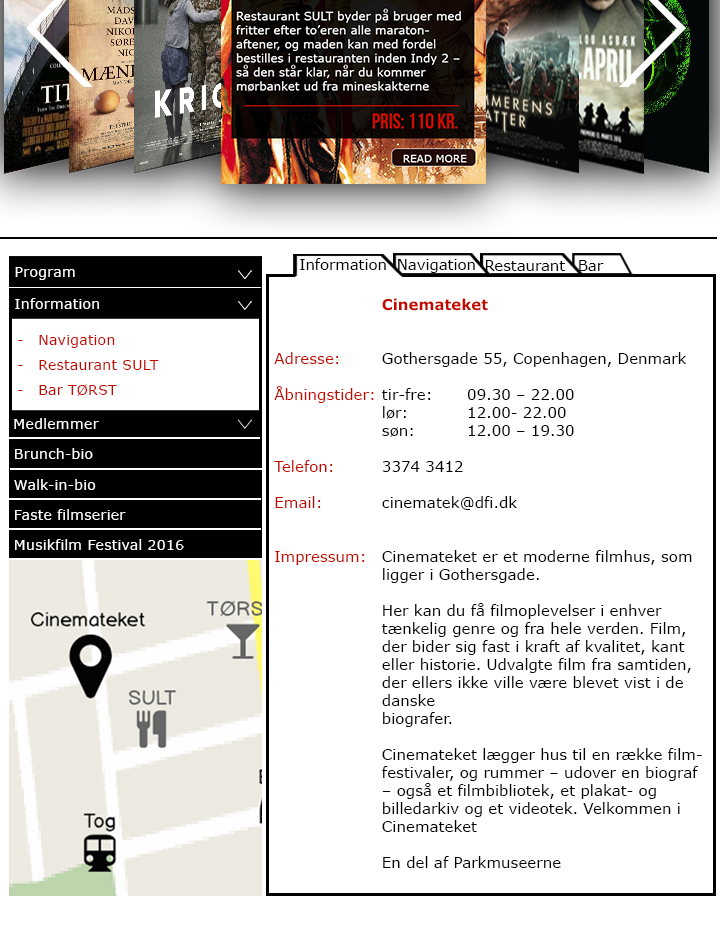 Restaurant SULT byder på bruger med
fritter efter to'eren alle maraton-
aftener, og maden kan med fordel
bestilles i restauranten inden Indy 2 –
så den står klar, når du kommer
mørbanket ud fra mineskakterne
PRIS: 110 KR.
READ MORE
TIT
MADS
DAVI
NIKO
SØRE
NIC
MÆN
KRIG
MERENS
ATTER
LOD ASBÆK
APRIL
Program
Information
- Navigation
- Restaurant SULT
- Bar TØRST
Medlemmer
Brunch-bio
Walk-in-bio
Faste filmserier
Musikfilm Festival 2016
Cinemateket
TØRS
SULT
Tog
Information Navigation Restaurant Bar
Cinemateket
Adresse: Gothersgade 55, Copenhagen, Denmark
Åbningstider: tir-fre: 09.30 – 22.00
lør: 12.00- 22.00
søn: 12.00 – 19.30
Telefon: 3374 3412
Email: cinematek@dfi.dk
Impressum: Cinemateket er et moderne filmhus, som
ligger i Gothersgade.
Her kan du få filmoplevelser i enhver
tænkelig genre og fra hele verden. Film,
der bider sig fast i kraft af kvalitet, kant
eller historie. Udvalgte film fra samtiden,
der ellers ikke ville være blevet vist i de
danske
biografer.
Cinemateket lægger hus til en række film-
festivaler, og rummer – udover en biograf
– også et filmbibliotek, et plakat- og
billedarkiv og et videotek. Velkommen i
Cinemateket
En del af Parkmuseerne